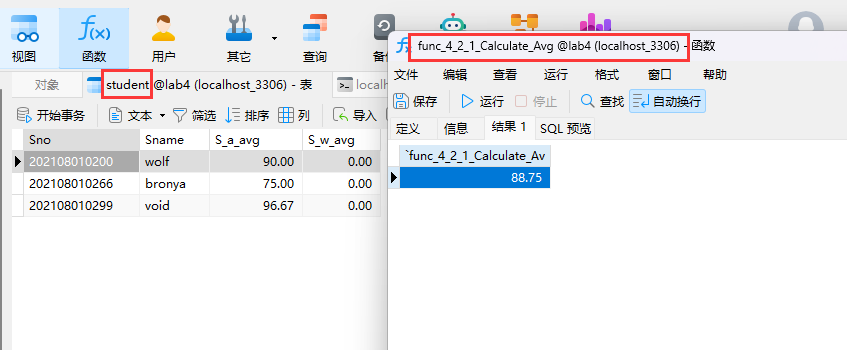 视图
函数
用户
其它
查询
备份
对象
student @lab4 (localhost_3306) - 表
localh
开始事务
文本
筛选
排序
列
导入
Sno Sname S_a_avg S_w_avg
202108010200 wolf 90.00 0.00
202108010266 bronya 75.00 0.00
202108010299 void 96.67 0.00
func_4_2_1_Calculate_Avg @lab4 (localhost_3306) - 函数
文件 编辑 查看 运行 格式 窗口 帮助
保存 运行 停止 查找 自动换行
定义 信息 结果 1 SQL 预览
`func_4_2_1_Calculate_Av
88.75